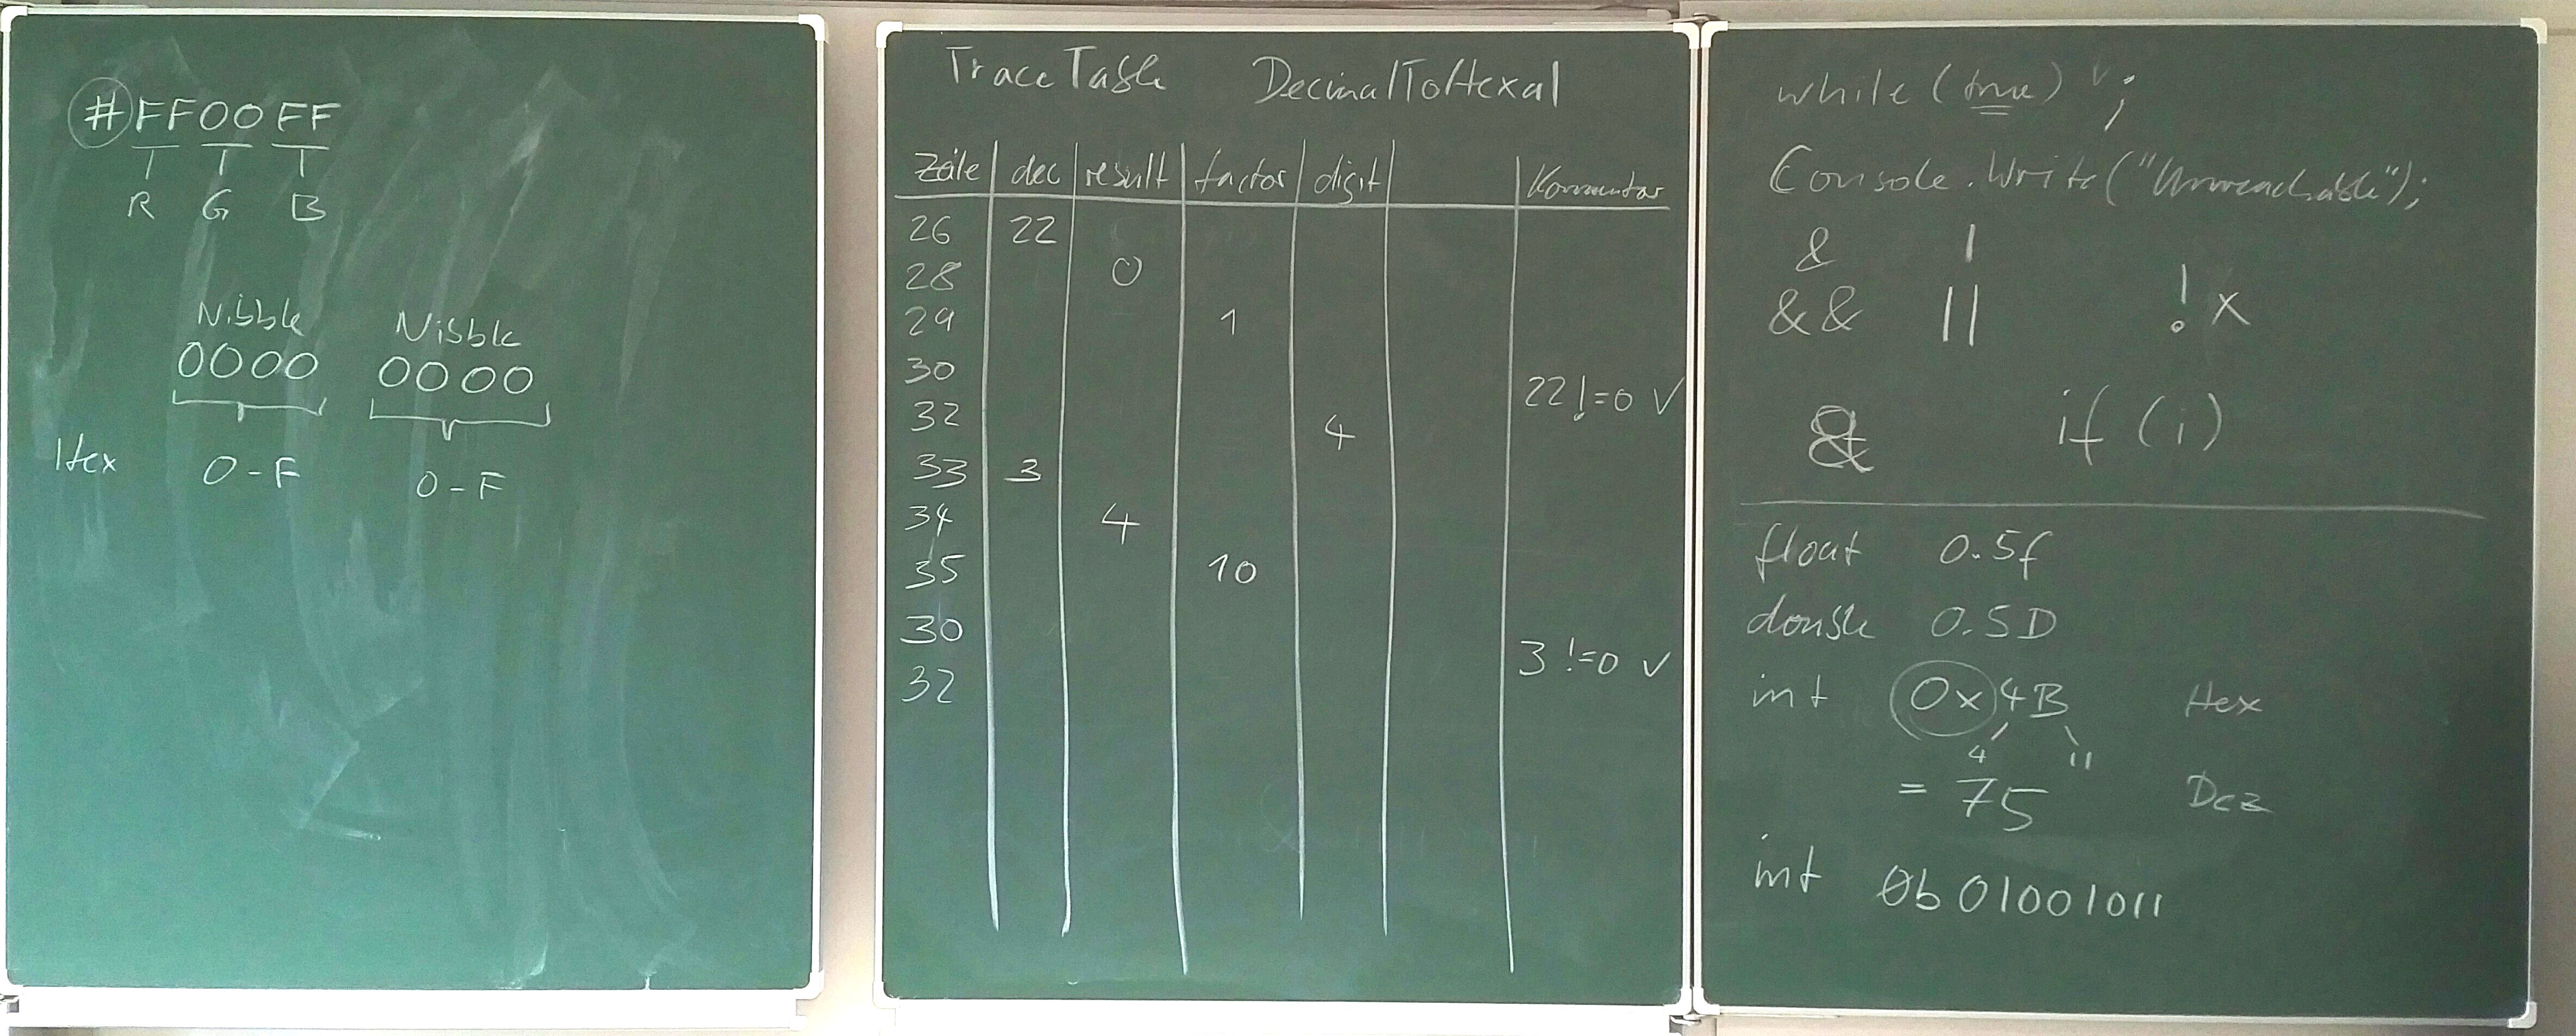 #FF00FF
R G B
Nibble Nibble
0000 0000
Hex 0-F 0-F
TraceTable DecimalToHexal
Zeile dec result factor digit Kommentar
26 22
28 0
29 1
30 22!=0 ✓
32 4
33 3
34 4
35 10
30 3!=0 ✓
32
while(true) ;
Console.Write("Unreachable");
& |
&& || !x
& if (i)
float 0.5f
double 0.5D
int 0x4B Hex
4 11
= 75 Dez
int 0b01001011